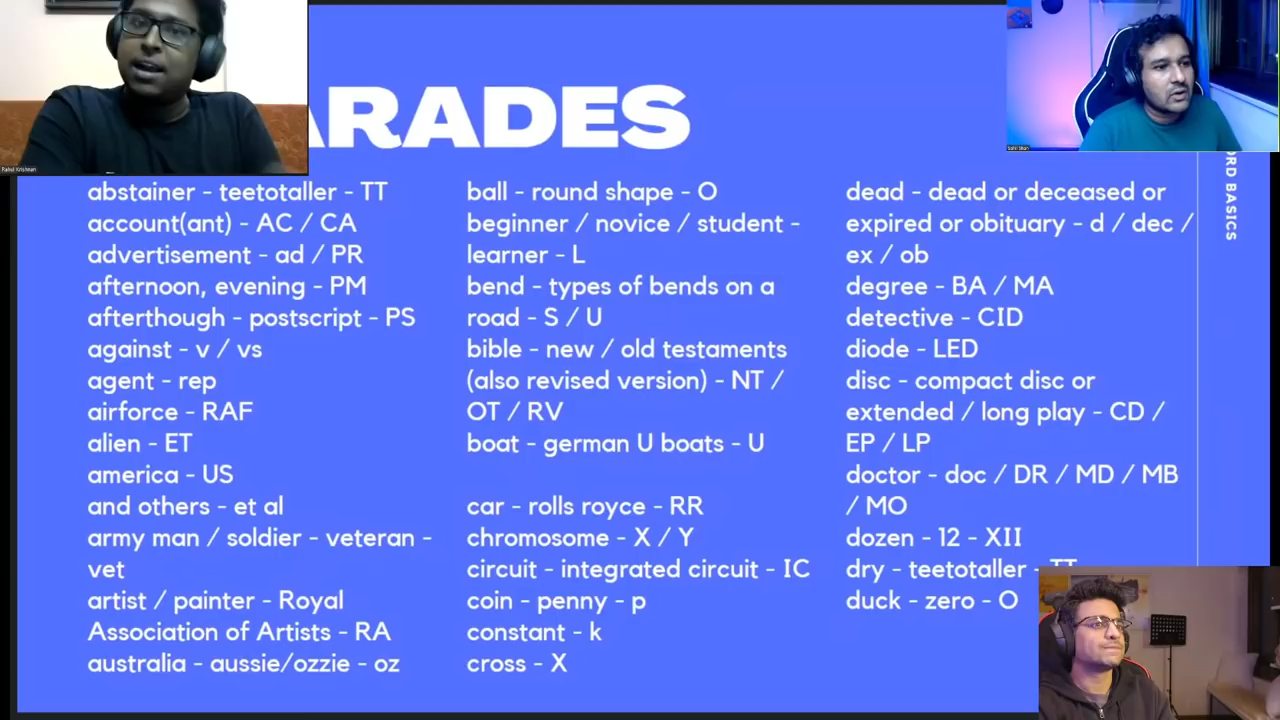 Rahul Krishnan
Sahil Shah
ARADES
ORD BASICS
abstainer - teetotaller - TT
account(ant) - AC / CA
advertisement - ad / PR
afternoon, evening - PM
afterthough - postscript - PS
against - v / vs
agent - rep
airforce - RAF
alien - ET
america - US
and others - et al
army man / soldier - veteran -
vet
artist / painter - Royal
Association of Artists - RA
australia - aussie/ozzie - oz
ball - round shape - O
beginner / novice / student -
learner - L
bend - types of bends on a
road - S / U
bible - new / old testaments
(also revised version) - NT /
OT / RV
boat - german U boats - U
car - rolls royce - RR
chromosome - X / Y
circuit - integrated circuit - IC
coin - penny - p
constant - k
cross - X
dead - dead or deceased or
expired or obituary - d / dec /
ex / ob
degree - BA / MA
detective - CID
diode - LED
disc - compact disc or
extended / long play - CD /
EP / LP
doctor - doc / DR / MD / MB
/ MO
dozen - 12 - XII
dry - teetotaller - TT
duck - zero - O